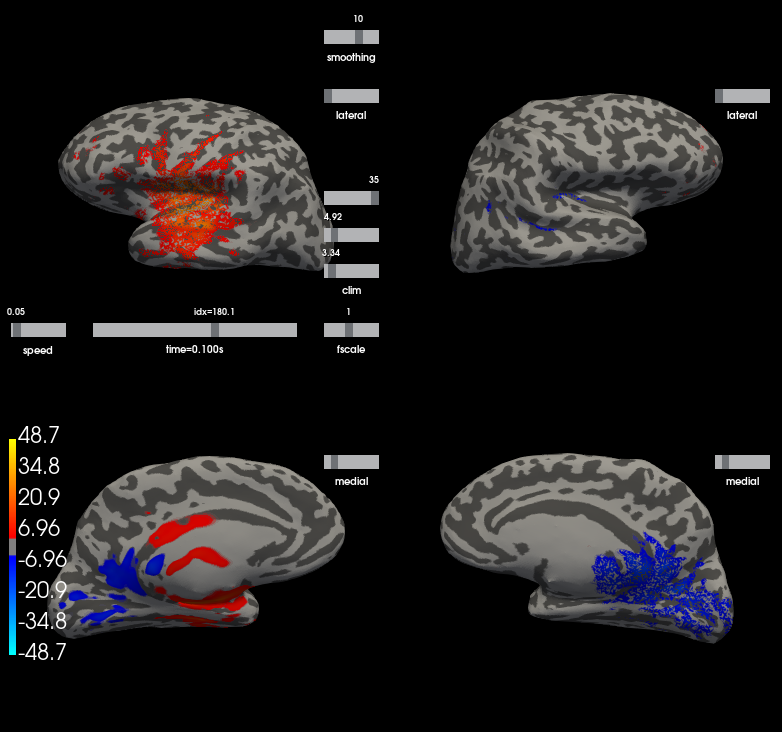 10
smoothing
lateral
lateral
35
4.92
3.34
clim
0.05
idx=180.1
1
speed
time=0.100s
fscale
48.7
34.8
20.9
6.96
-6.96
-20.9
-34.8
-48.7
medial
medial